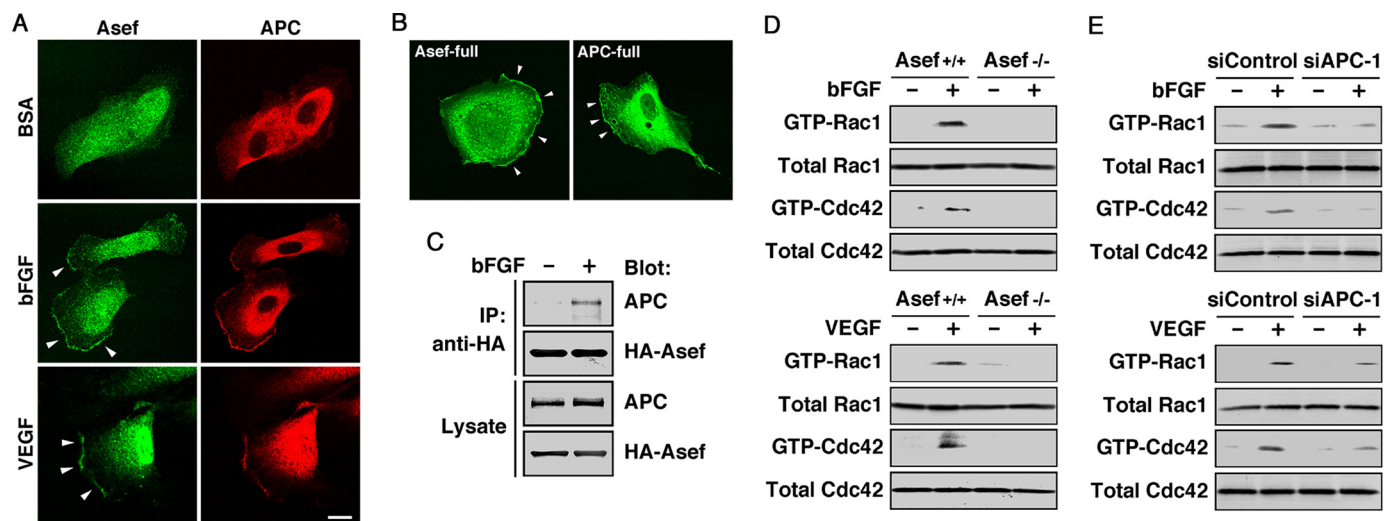 A
Asef APC
BSA
bFGF
VEGF
B
Asef-full APC-full
C
bFGF − + Blot:
IP:
anti-HA
APC
HA-Asef
Lysate
APC
HA-Asef
D
Asef +/+ Asef -/-
bFGF − + − +
GTP-Rac1
Total Rac1
GTP-Cdc42
Total Cdc42
Asef +/+ Asef -/-
VEGF − + − +
GTP-Rac1
Total Rac1
GTP-Cdc42
Total Cdc42
E
siControl siAPC-1
bFGF − + − +
GTP-Rac1
Total Rac1
GTP-Cdc42
Total Cdc42
siControl siAPC-1
VEGF − + − +
GTP-Rac1
Total Rac1
GTP-Cdc42
Total Cdc42